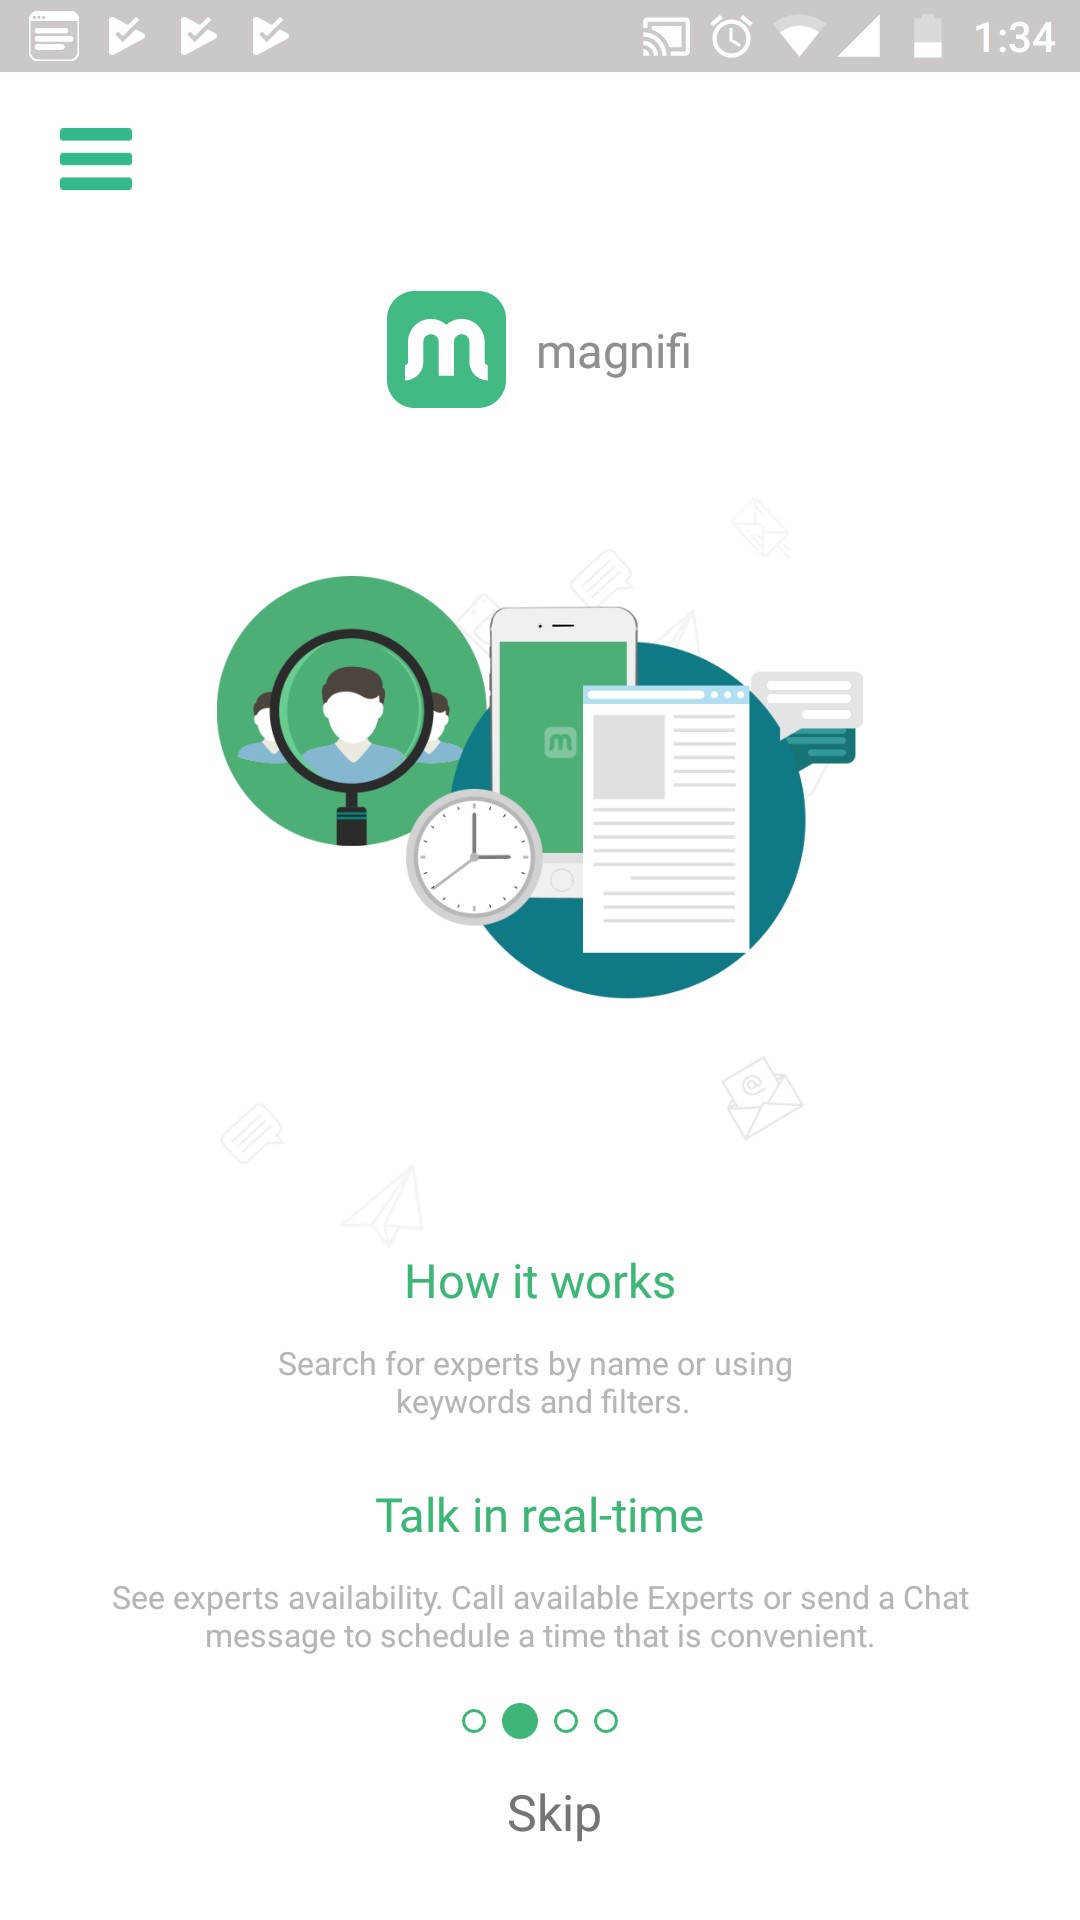 1:34
magnifi
How it works
Search for experts by name or using
keywords and filters.
Talk in real-time
See experts availability. Call available Experts or send a Chat
message to schedule a time that is convenient.
Skip